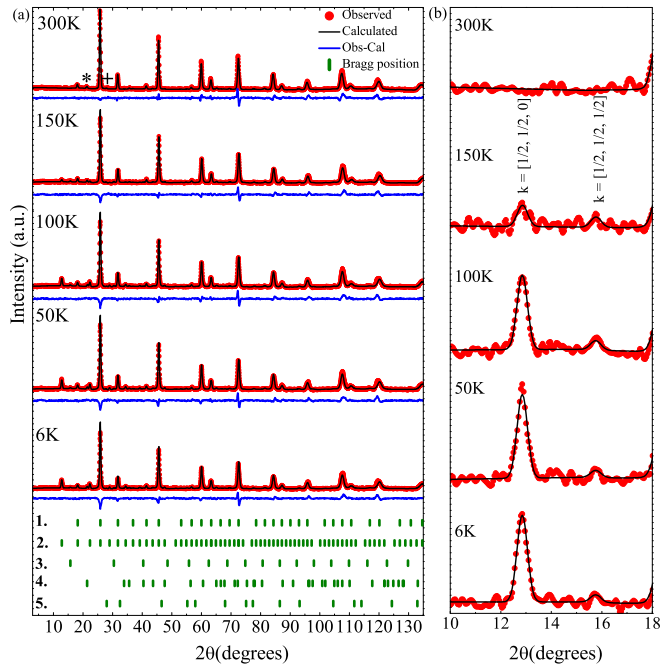 (a)
300K
* +
Observed
Calculated
Obs-Cal
Bragg position
150K
100K
50K
6K
1.
2.
3.
4.
5.
Intensity (a.u.)
10 20 30 40 50 60 70 80 90 100 110 120 130
2θ(degrees)
(b)
300K
k = [1/2, 1/2, 0]
k = [1/2, 1/2, 1/2]
150K
100K
50K
6K
10 12 14 16 18
2θ(degrees)